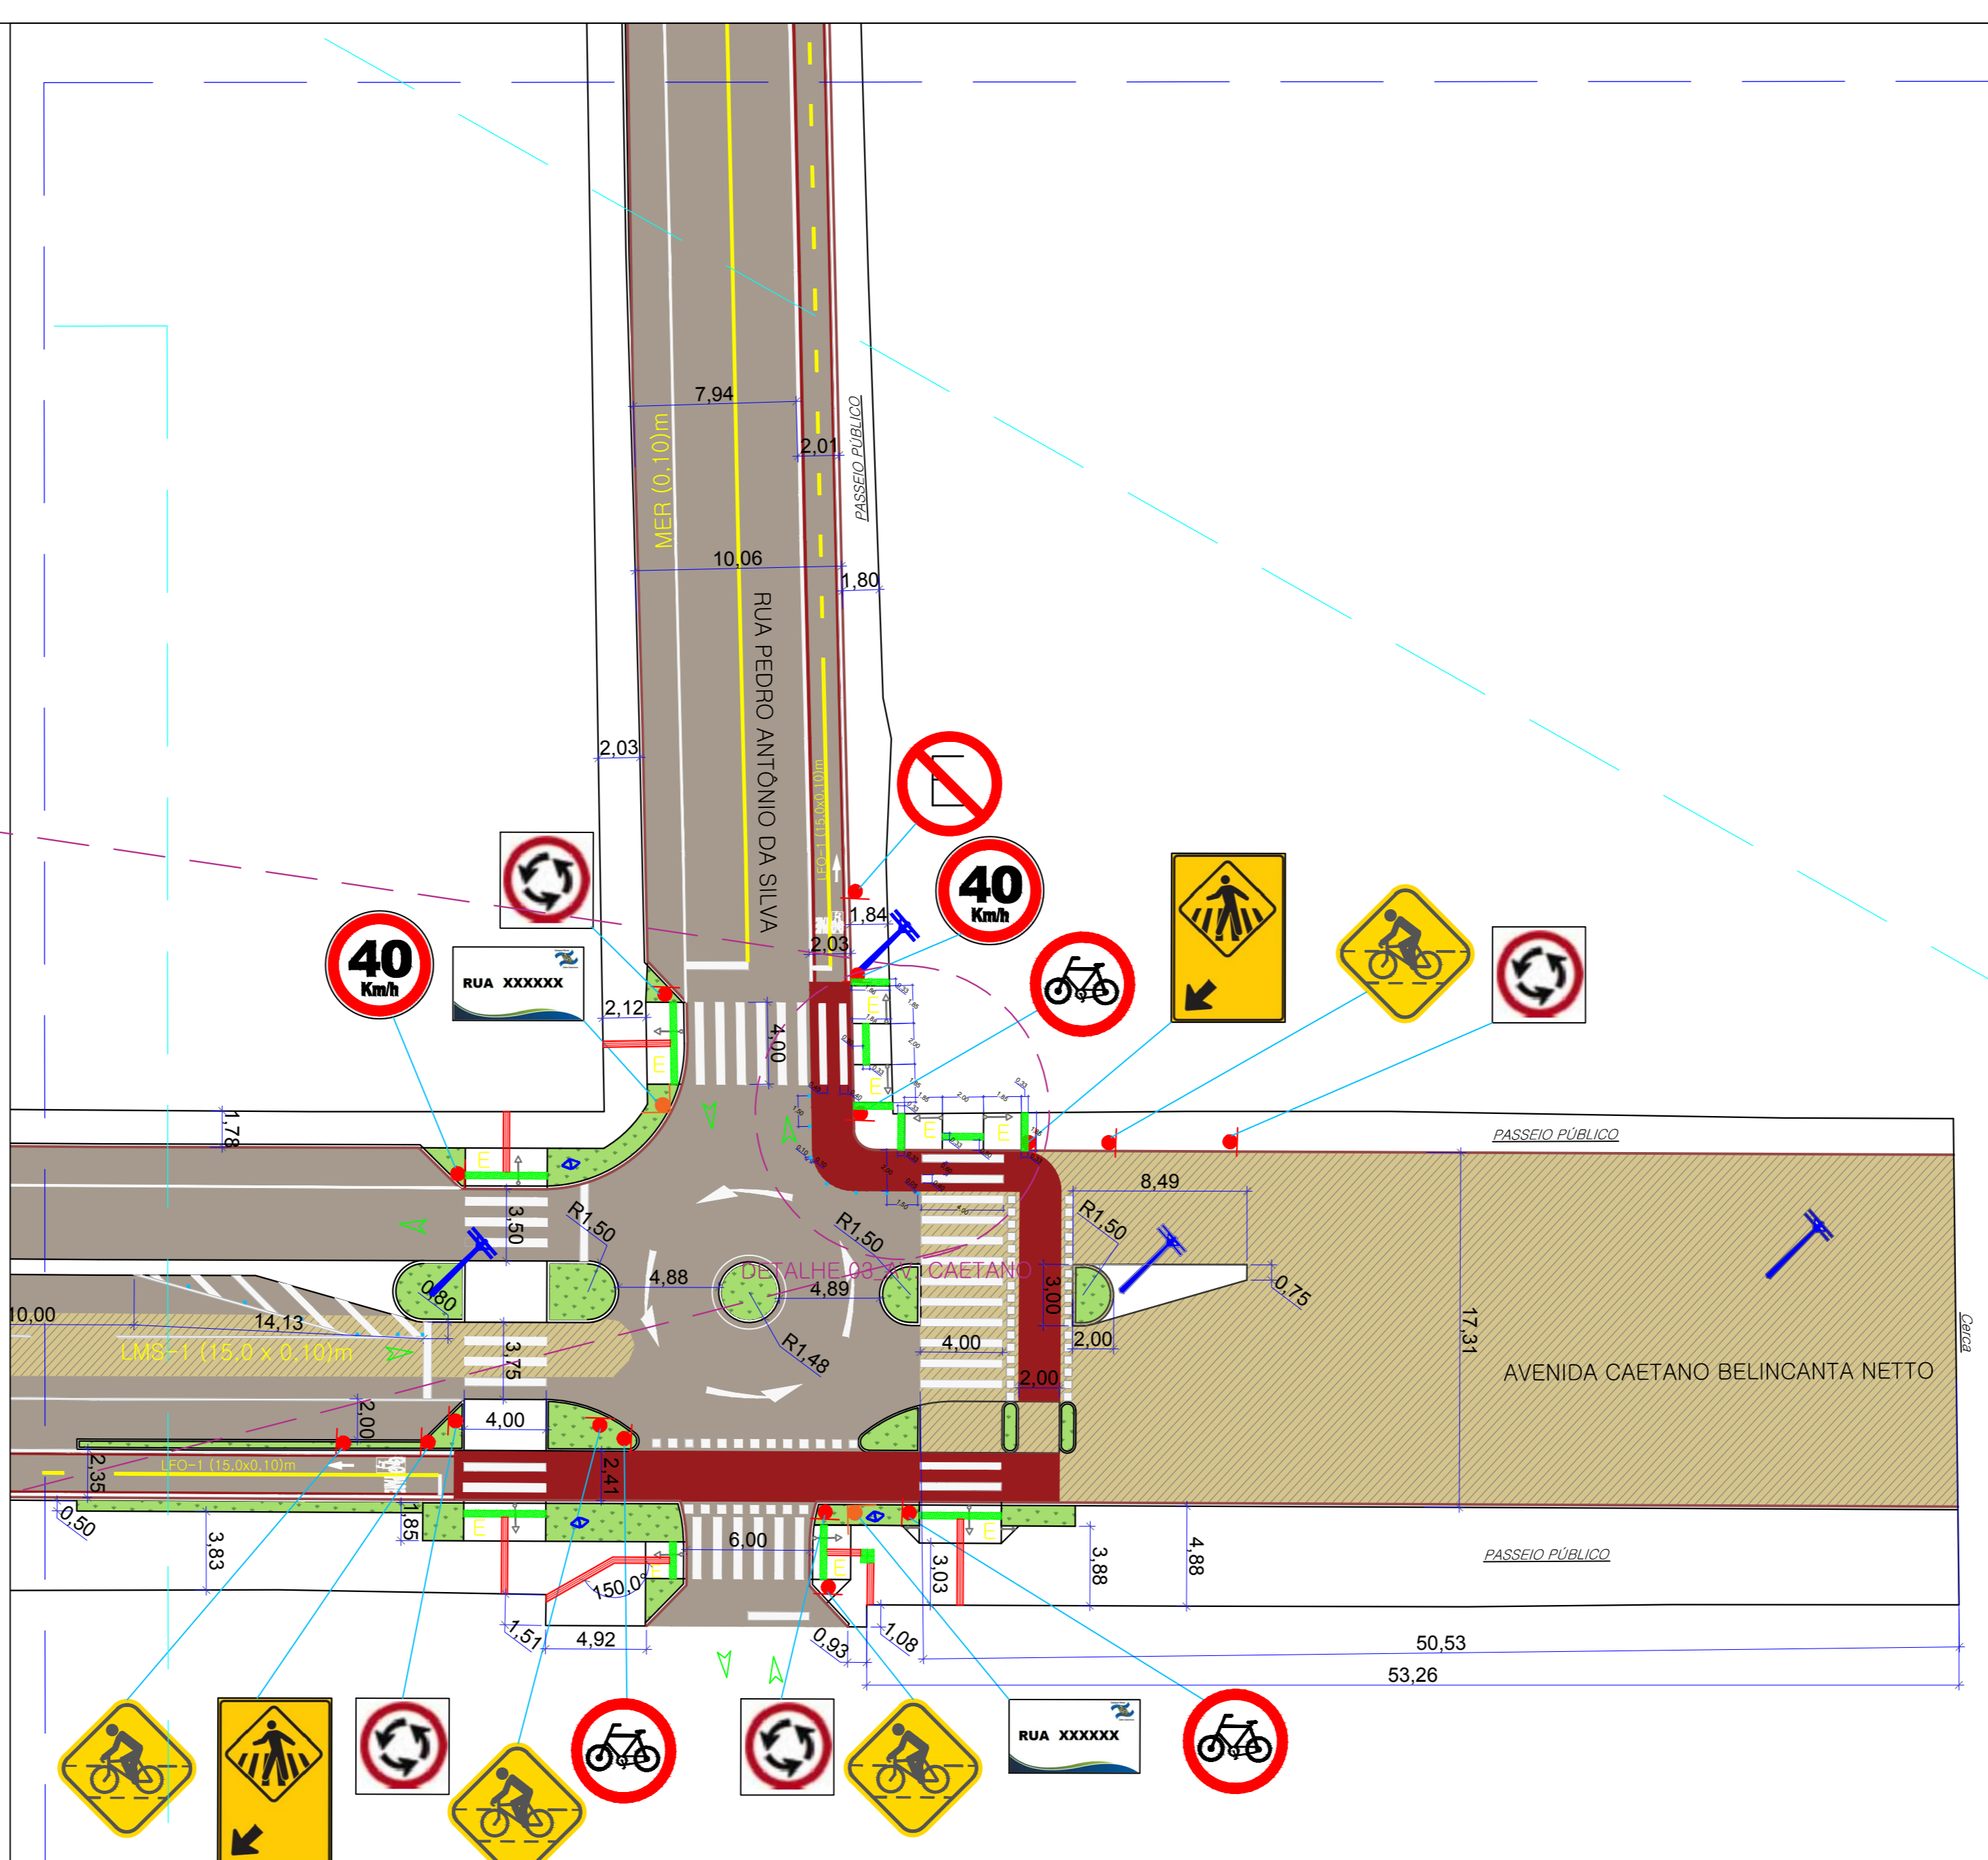 7,94
2,01
MER (0,10)m
PASSEIO PÚBLICO
10,06
1,80
RUA PEDRO ANTÔNIO DA SILVA
2,03
LFO-1 (15,0x0,10)m
E
40
Km/h
1,84
2,03
40
Km/h
RUA XXXXXX
2,12
4,00
E
E
E
1,78
E
E
E
PASSEIO PÚBLICO
3,50
R1,50
R1,50
8,49
R1,50
4,88
DETALHE 03_AV. CAETANO
4,89
0,80
3,00
0,75
10,00
14,13
LMS-1 (15,0 x 0,10)m
3,75
R1,48
4,00
2,00
17,31
Cerca
AVENIDA CAETANO BELINCANTA NETTO
2,00
2,00
4,00
LFO-1 (15,0x0,10)m
2,35
2,41
0,50
3,83
1,85
E
6,00
E
E
E
150,0°
3,03
3,88
4,88
PASSEIO PÚBLICO
1,51
4,92
0,93
1,08
50,53
53,26
RUA XXXXXX